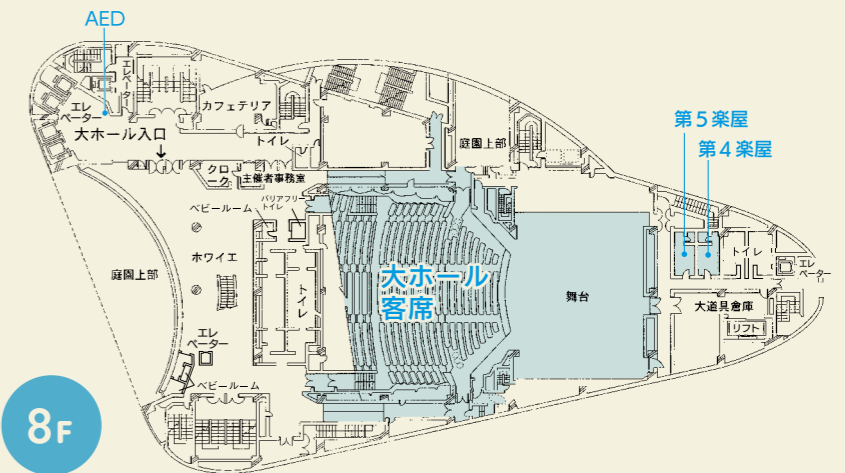 AED
エレ
ベーター
エレベーター
大ホール入口
カフェテリア
トイレ
庭園上部
第5楽屋
第4楽屋
クロ
ーク
主催者事務室
ベビールーム
バリアフリー
トイレ
ホワイエ
庭園上部
トイレ
大ホール
客席
舞台
トイレ
エレ
ベーター
大道具倉庫
リフト
エレ
ベーター
ベビールーム
8F